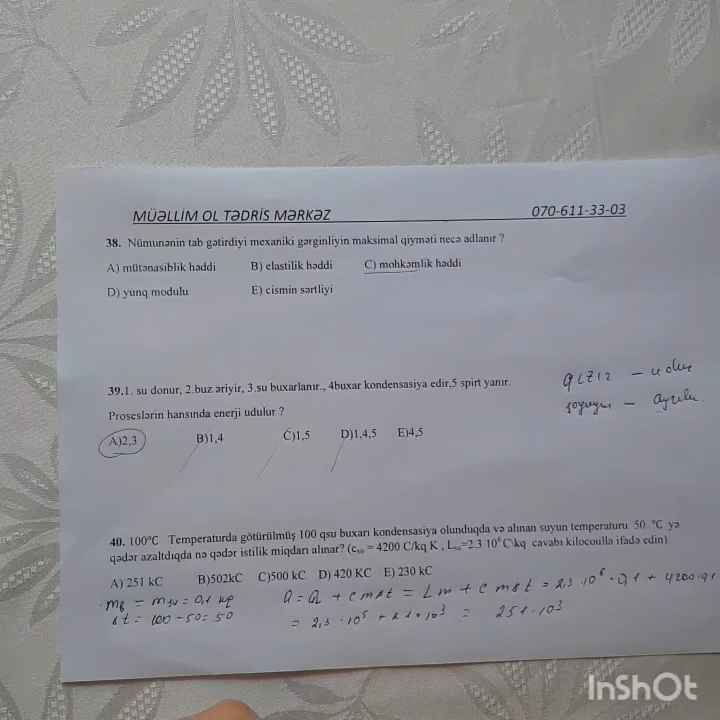 MÜƏLLİM OL TƏDRİS MƏRKƏZ 070-611-33-03
38. Nümunənin tab gətirdiyi mexaniki gərginliyin maksimal qiyməti necə adlanır ?
A) mütənasiblik həddi B) elastilik həddi C) mohkəmlik həddi
D) yunq modulu E) cismin sərtliyi
39.1. su donur, 2.buz əriyir, 3.su buxarlanır., 4buxar kondensasiya edir,5 spirt yanır.
Proseslərin hansında enerji udulur ?
A)2,3 B)1,4 C)1,5 D)1,4,5 E)4,5
40. 100°C Temperaturda götürülmüş 100 qsu buxarı kondensasiya olunduqda və alınan suyun temperaturu 50 °C yə
qədər azaltdıqda nə qədər istilik miqdarı alınar? (csu = 4200 C/kq K , Lsu=2.3 10⁶ C\kq cavabı kilocoulla ifadə edin)
A) 251 kC B)502kC C)500 kC D) 420 KC E) 230 kC
mb = msu = 0,1 kq Q = QL + cmΔt = Lm + cmΔt = 2,3 · 10⁶ · 0,1 + 4200·0,1
Δt = 100 - 50 = 50 = 2,3 · 10⁵ + 21 · 10³ = 251 · 10³
InShOt